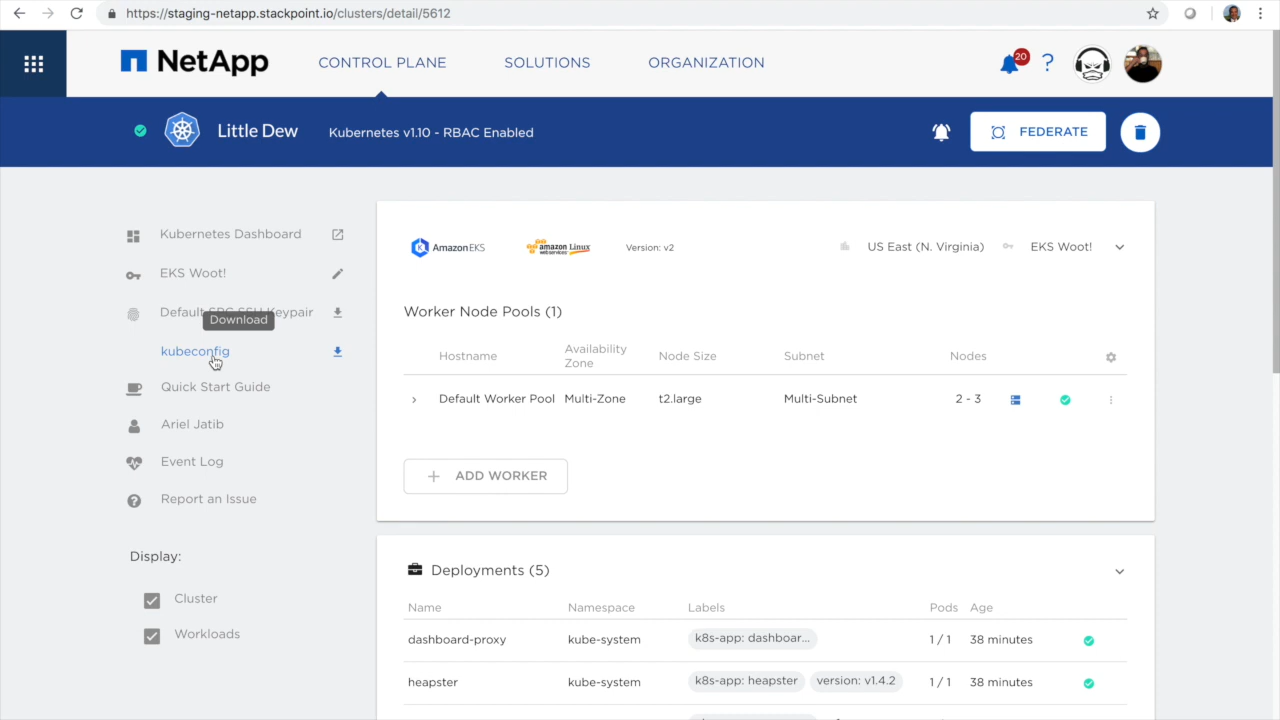 https://staging-netapp.stackpoint.io/clusters/detail/5612
NetApp
CONTROL PLANE
SOLUTIONS
ORGANIZATION
20
?
Little Dew
Kubernetes v1.10 - RBAC Enabled
FEDERATE
Kubernetes Dashboard
EKS Woot!
Default SPC SSH Keypair
Download
kubeconfig
Quick Start Guide
Ariel Jatib
Event Log
Report an Issue
Display:
Cluster
Workloads
Amazon EKS
amazon webservices
Linux
Version: v2
US East (N. Virginia)
EKS Woot!
Worker Node Pools (1)
Hostname
Availability Zone
Node Size
Subnet
Nodes
Default Worker Pool
Multi-Zone
t2.large
Multi-Subnet
2 - 3
+ ADD WORKER
Deployments (5)
Name
Namespace
Labels
Pods
Age
dashboard-proxy
kube-system
k8s-app: dashboar...
1 / 1
38 minutes
heapster
kube-system
k8s-app: heapster
version: v1.4.2
1 / 1
38 minutes